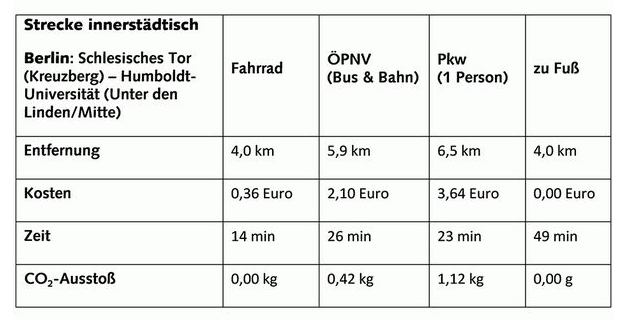 Strecke innerstädtisch
Berlin: Schlesisches Tor
(Kreuzberg) – Humboldt-
Universität (Unter den
Linden/Mitte)
Fahrrad
ÖPNV
(Bus & Bahn)
Pkw
(1 Person)
zu Fuß
Entfernung 4,0 km 5,9 km 6,5 km 4,0 km
Kosten 0,36 Euro 2,10 Euro 3,64 Euro 0,00 Euro
Zeit 14 min 26 min 23 min 49 min
CO₂-Ausstoß 0,00 kg 0,42 kg 1,12 kg 0,00 g